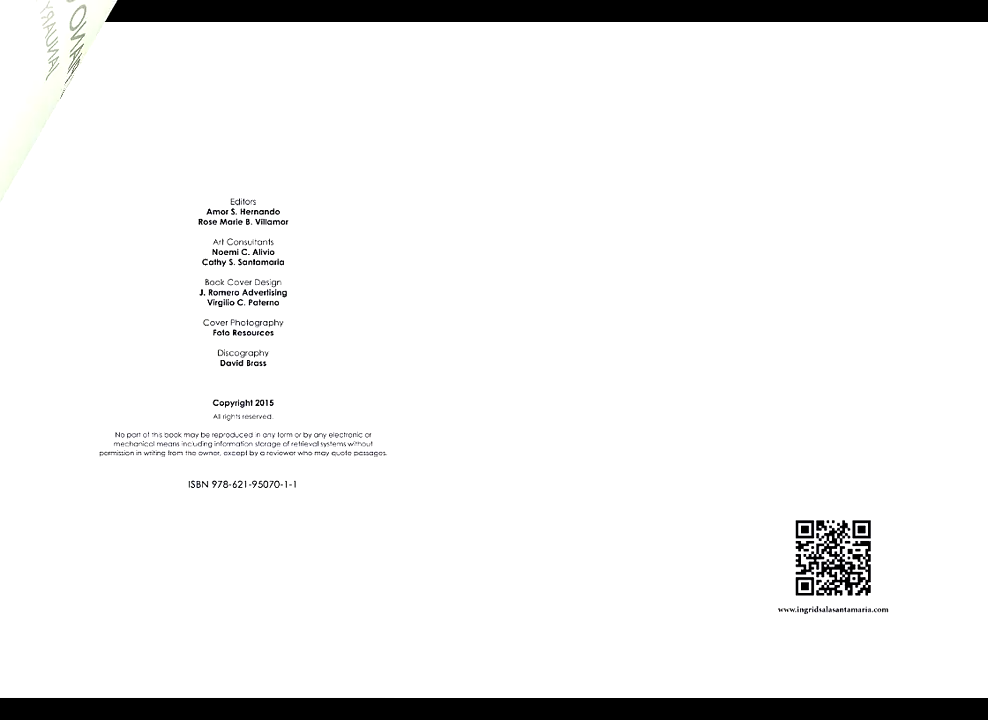 Editors
Amor S. Hernando
Rose Marie B. Villamor
Art Consultants
Noemi C. Alivio
Cathy S. Santamaria
Book Cover Design
J. Romero Advertising
Virgilio C. Paterno
Cover Photography
Foto Resources
Discography
David Brass
Copyright 2015
All rights reserved.
No part of this book may be reproduced in any form or by any electronic or
mechanical means including information storage of retrieval systems without
permission in writing from the owner, except by a reviewer who may quote passages.
ISBN 978-621-95070-1-1
www.ingridsalasantamaria.com